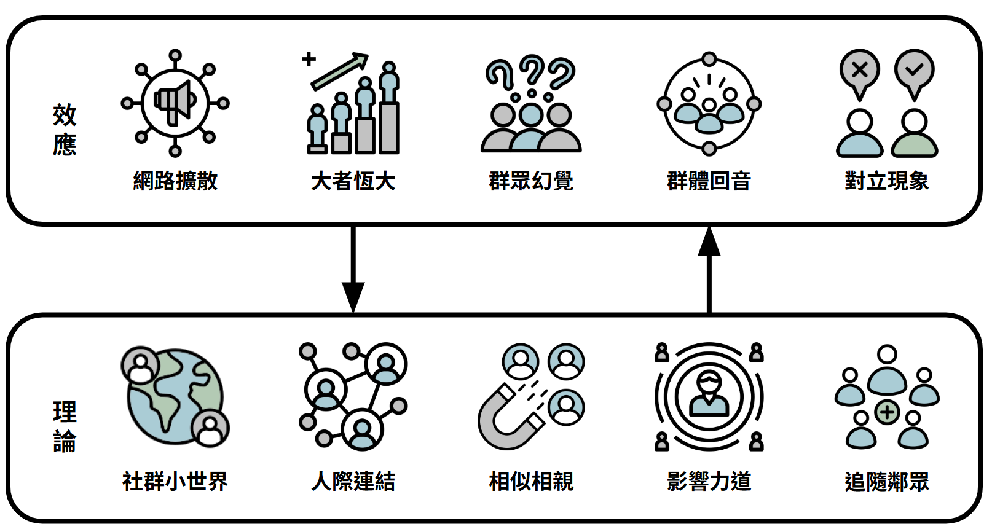 效應
網路擴散
大者恆大
群眾幻覺
群體回音
對立現象
理論
社群小世界
人際連結
相似相親
影響力道
追隨鄰眾